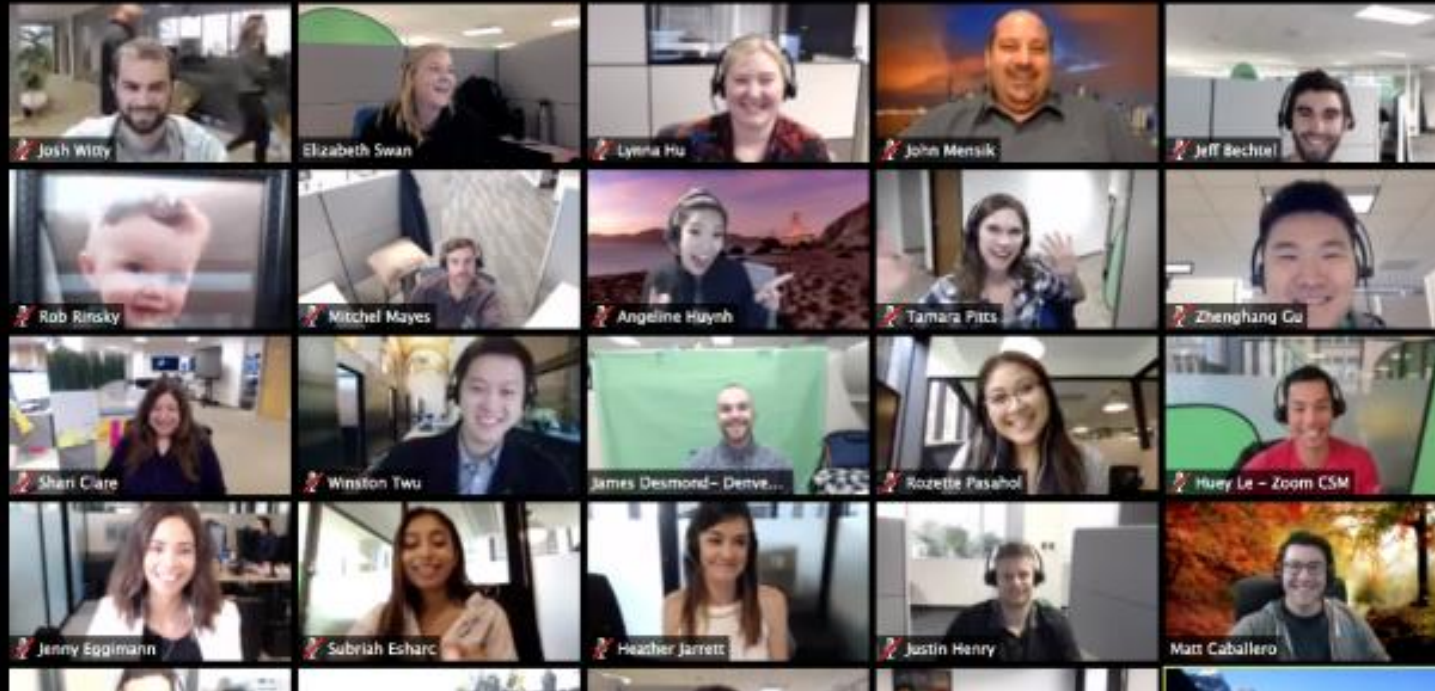 Josh Witty
Elizabeth Swan
Lynna Hu
John Mensik
Jeff Bechtel
Rob Rinsky
Mitchel Mayes
Angeline Huynh
Tamara Pitts
Zhenghang Gu
Shari Clare
Winston Twu
James Desmond- Denve...
Rozette Pasahol
Huey Le - Zoom CSM
Jenny Eggimann
Subriah Esharc
Heather Jarrett
Justin Henry
Matt Caballero